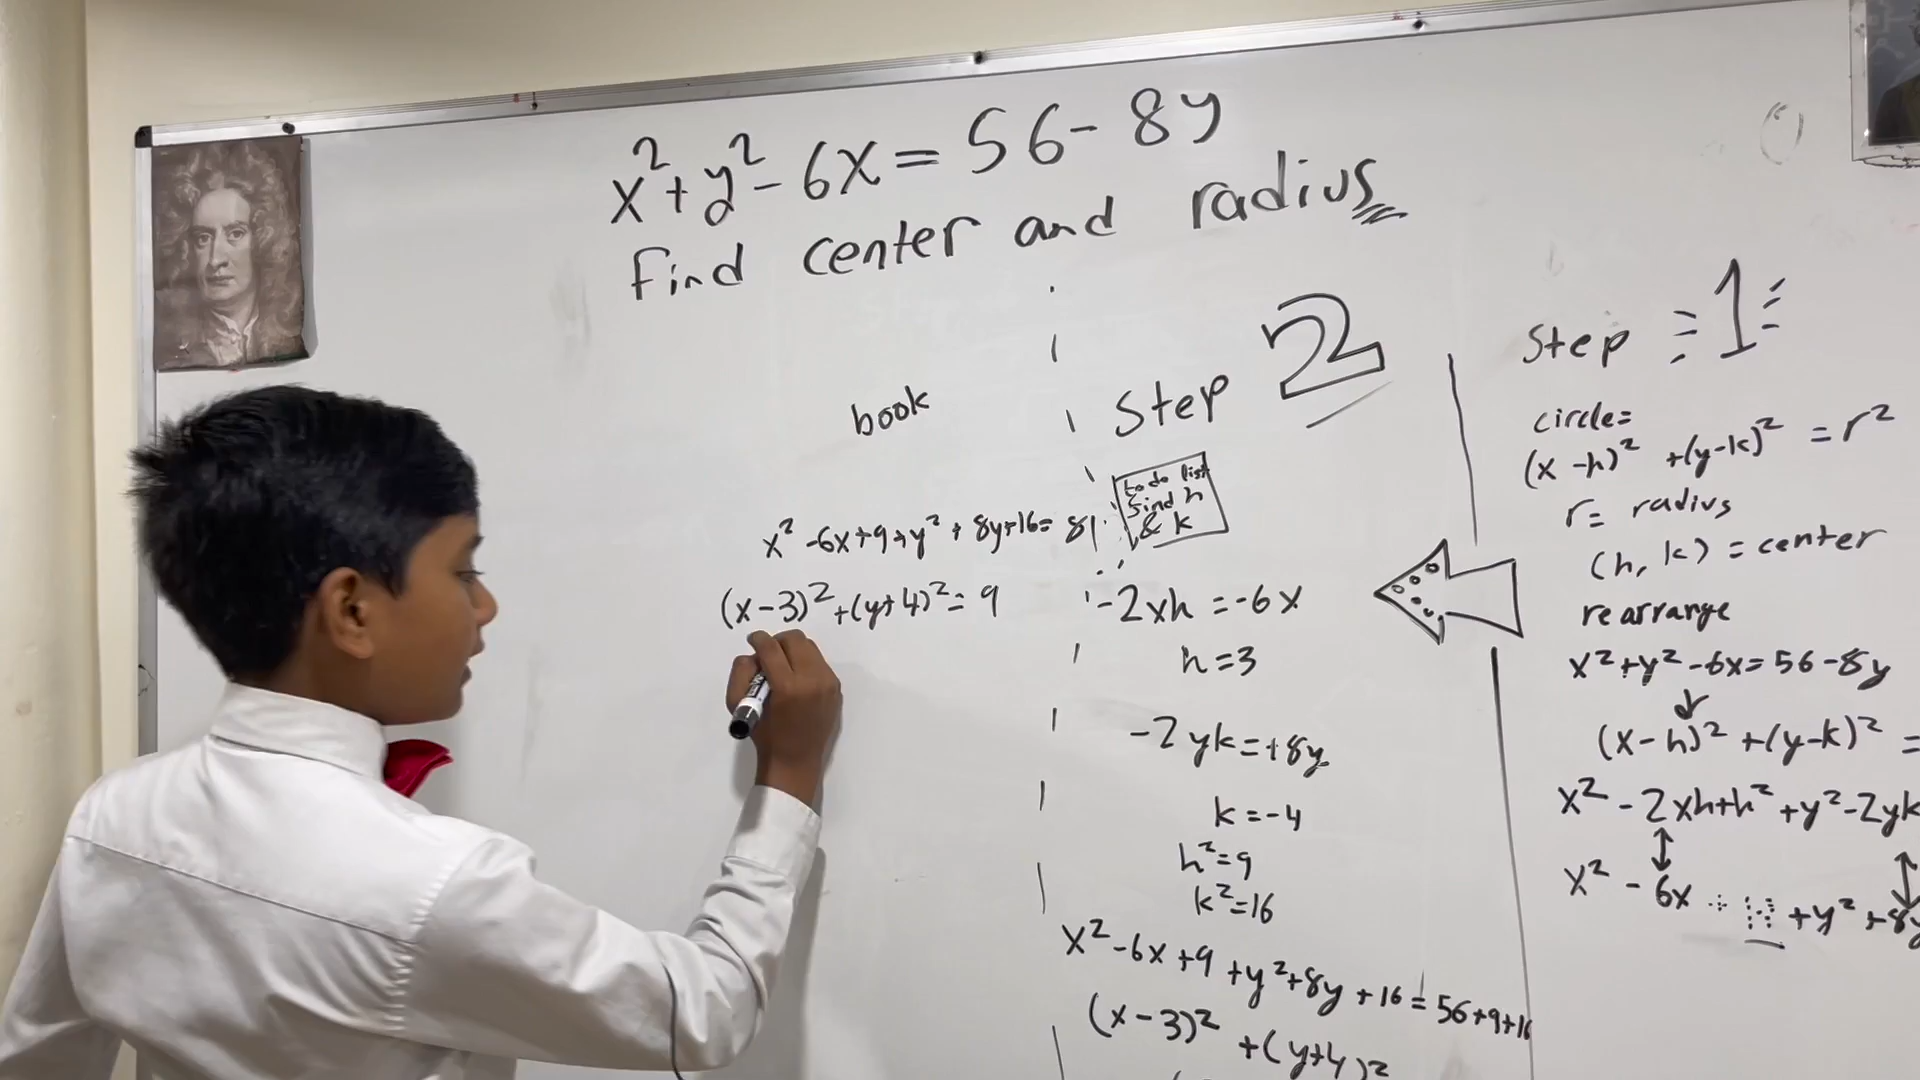 x² + y² - 6x = 56 - 8y
Find center and radius
book
x² - 6x + 9 + y² + 8y + 16 = 81
(x - 3)² + (y + 4)² = 9
Step 2
to do list
find h
& k
-2xh = -6x
h = 3
-2yk = +8y
k = -4
h² = 9
k² = 16
x² - 6x + 9 + y² + 8y + 16 = 56 + 9 + 16
(x - 3)² + (y + 4)²
Step 1
circle =
(x - h)² + (y - k)² = r²
r = radius
(h, k) = center
rearrange
x² + y² - 6x = 56 - 8y
(x - h)² + (y - k)² =
x² - 2xh + h² + y² - 2yk
x² - 6x + + y² + 8y